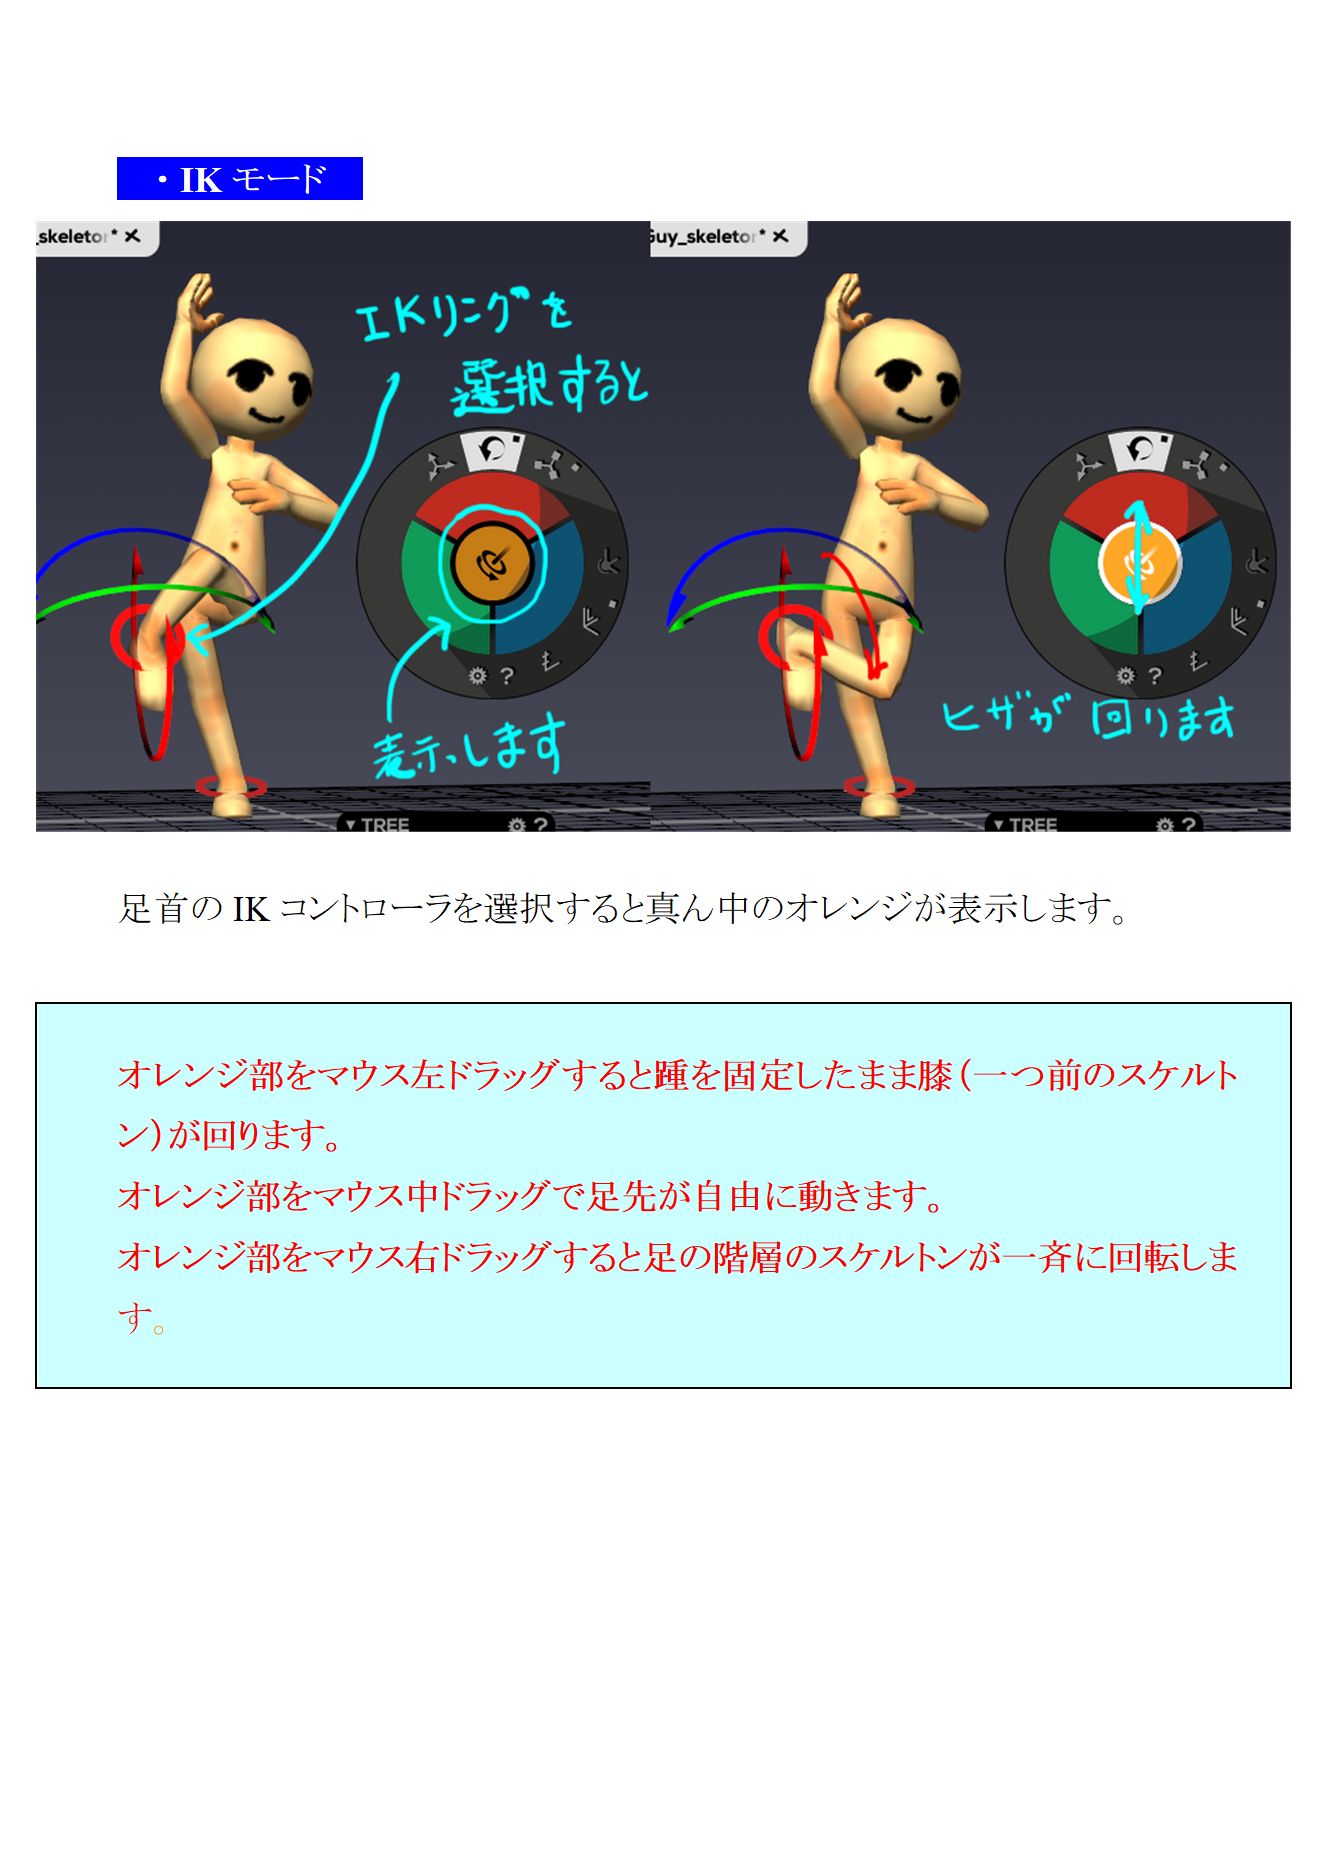 ・IK モード
_skeletor* ×
Guy_skeletor* ×
IKリングを
選択すると
表示します
ヒザが回ります
▼TREE ?
▼TREE ?
足首の IK コントローラを選択すると真ん中のオレンジが表示します。
オレンジ部をマウス左ドラッグすると踵を固定したまま膝（一つ前のスケルト
ン）が回ります。
オレンジ部をマウス中ドラッグで足先が自由に動きます。
オレンジ部をマウス右ドラッグすると足の階層のスケルトンが一斉に回転しま
す。